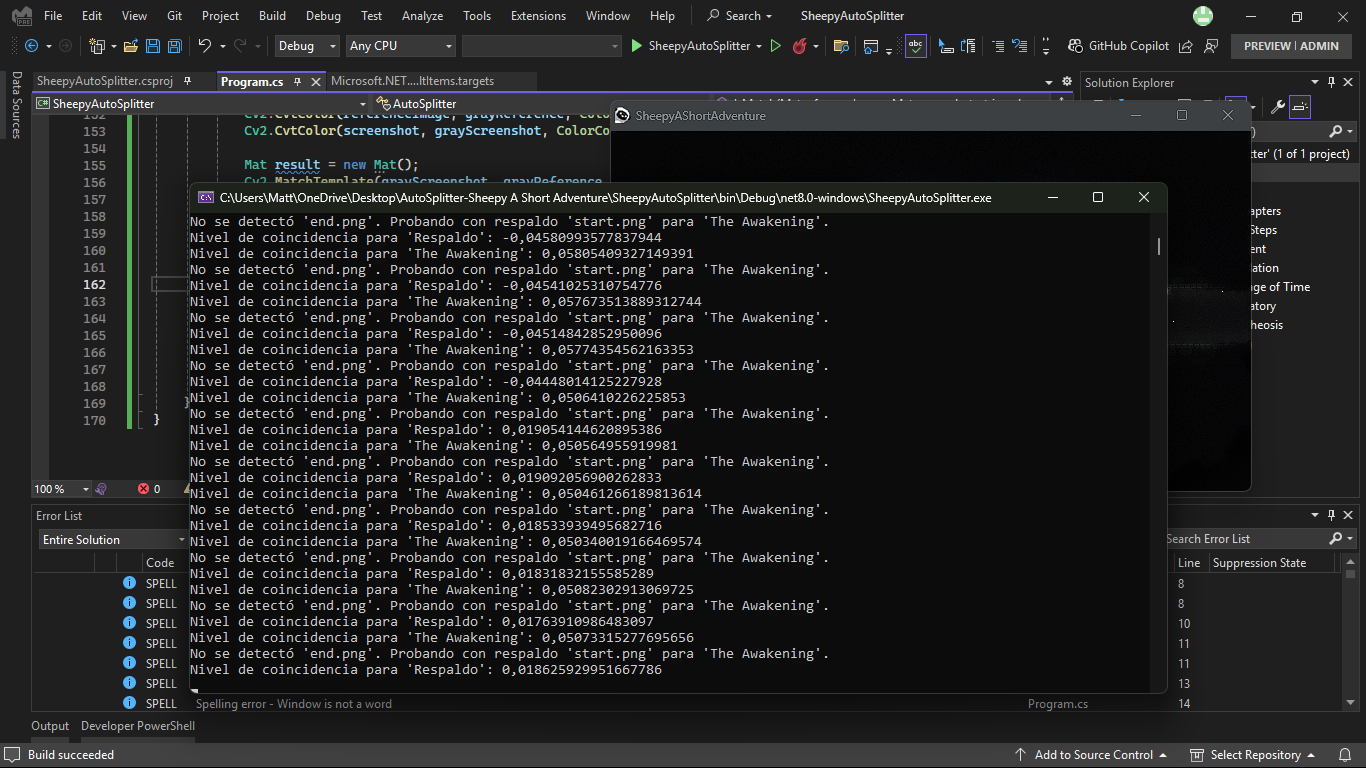 File Edit View Git Project Build Debug Test Analyze Tools Extensions Window Help Search SheepyAutoSplitter
Debug Any CPU SheepyAutoSplitter GitHub Copilot PREVIEW | ADMIN
Data Sources
SheepyAutoSplitter.csproj Program.cs Microsoft.NET....ltItems.targets
SheepyAutoSplitter AutoSplitter
Solution Explorer
SheepyAShortAdventure
153 Cv2.CvtColor(screenshot, grayScreenshot, ColorCo
154
155 Mat result = new Mat();
156 Cv2.MatchTemplate(grayScreenshot, grayReference,
157
158
159
160
161
162
163
164
165
166
167
168
169 }
170 }
tter' (1 of 1 project)
apters
Steps
ent
lation
ge of Time
atory
heosis
C:\Users\Matt\OneDrive\Desktop\AutoSplitter-Sheepy A Short Adventure\SheepyAutoSplitter\bin\Debug\net8.0-windows\SheepyAutoSplitter.exe
No se detectó 'end.png'. Probando con respaldo 'start.png' para 'The Awakening'.
Nivel de coincidencia para 'Respaldo': -0,04580993577837944
Nivel de coincidencia para 'The Awakening': 0,05805409327149391
No se detectó 'end.png'. Probando con respaldo 'start.png' para 'The Awakening'.
Nivel de coincidencia para 'Respaldo': -0,04541025310754776
Nivel de coincidencia para 'The Awakening': 0,057673513889312744
No se detectó 'end.png'. Probando con respaldo 'start.png' para 'The Awakening'.
Nivel de coincidencia para 'Respaldo': -0,04514842852950096
Nivel de coincidencia para 'The Awakening': 0,05774354562163353
No se detectó 'end.png'. Probando con respaldo 'start.png' para 'The Awakening'.
Nivel de coincidencia para 'Respaldo': -0,04448014125227928
Nivel de coincidencia para 'The Awakening': 0,0506410226225853
No se detectó 'end.png'. Probando con respaldo 'start.png' para 'The Awakening'.
Nivel de coincidencia para 'Respaldo': 0,019054144620895386
Nivel de coincidencia para 'The Awakening': 0,050564955919981
No se detectó 'end.png'. Probando con respaldo 'start.png' para 'The Awakening'.
Nivel de coincidencia para 'Respaldo': 0,019092056900262833
Nivel de coincidencia para 'The Awakening': 0,050461266189813614
No se detectó 'end.png'. Probando con respaldo 'start.png' para 'The Awakening'.
Nivel de coincidencia para 'Respaldo': 0,018533939495682716
Nivel de coincidencia para 'The Awakening': 0,050340019166469574
No se detectó 'end.png'. Probando con respaldo 'start.png' para 'The Awakening'.
Nivel de coincidencia para 'Respaldo': 0,01831832155585289
Nivel de coincidencia para 'The Awakening': 0,05082302913069725
No se detectó 'end.png'. Probando con respaldo 'start.png' para 'The Awakening'.
Nivel de coincidencia para 'Respaldo': 0,01763910986483097
Nivel de coincidencia para 'The Awakening': 0,05073315277695656
No se detectó 'end.png'. Probando con respaldo 'start.png' para 'The Awakening'.
Nivel de coincidencia para 'Respaldo': 0,018625929951667786
100 % 0
Error List
Entire Solution Search Error List
Code Line Suppression State
SPELL 8
SPELL 8
SPELL 10
SPELL 11
SPELL 11
SPELL 13
SPELL Spelling error - Window is not a word Program.cs 14
Output Developer PowerShell
Build succeeded Add to Source Control Select Repository